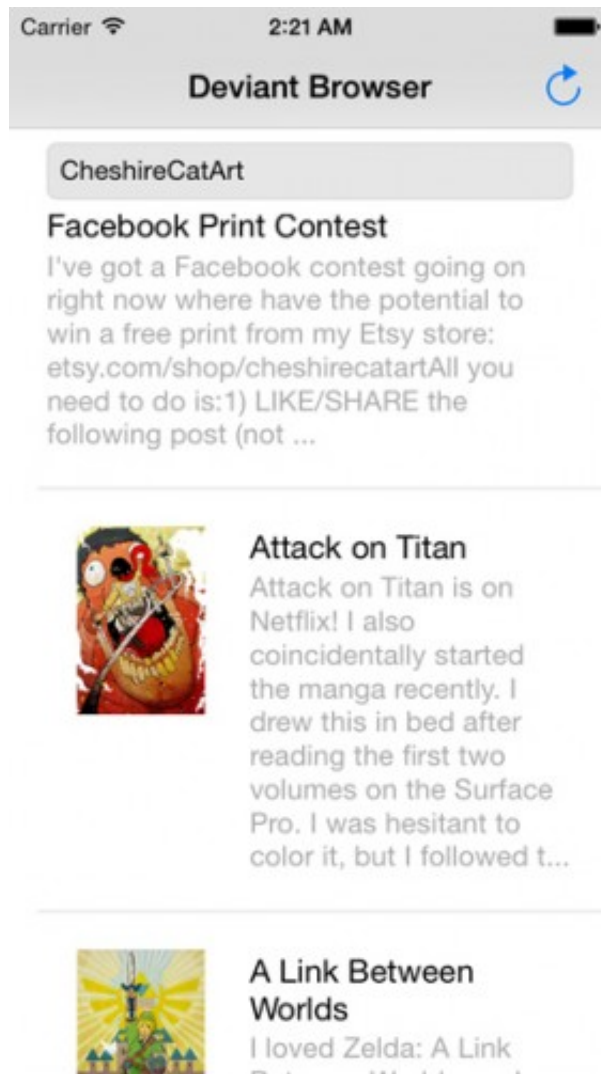 Carrier 2:21 AM
Deviant Browser
CheshireCatArt
Facebook Print Contest
I've got a Facebook contest going on
right now where have the potential to
win a free print from my Etsy store:
etsy.com/shop/cheshirecatartAll you
need to do is:1) LIKE/SHARE the
following post (not ...
Attack on Titan
Attack on Titan is on
Netflix! I also
coincidentally started
the manga recently. I
drew this in bed after
reading the first two
volumes on the Surface
Pro. I was hesitant to
color it, but I followed t...
A Link Between
Worlds
I loved Zelda: A Link